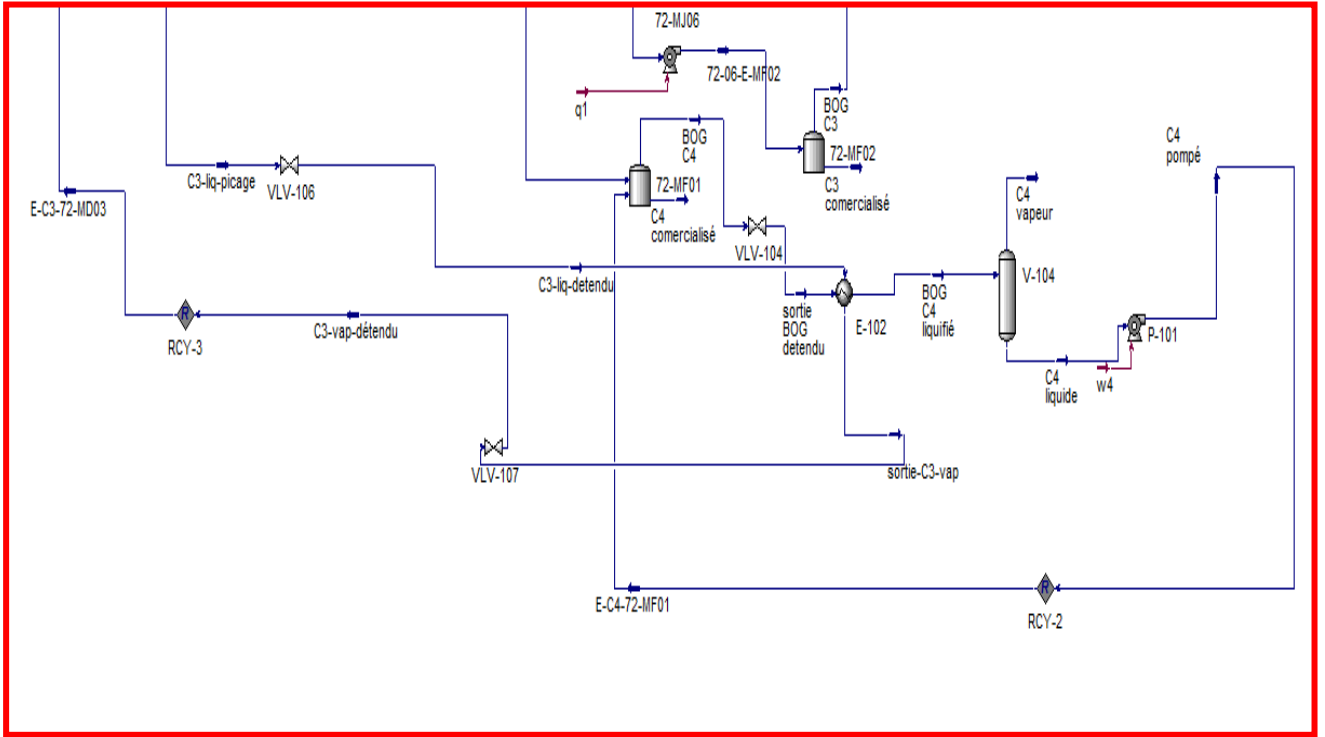 72-MJ06
72-06-E-MF02
q1
BOG
C3
BOG
C4
C4
pompé
C3-liq-picage
VLV-106
72-MF02
C3
comercialisé
72-MF01
C4
comercialisé
E-C3-72-MD03
C4
vapeur
VLV-104
V-104
C3-liq-detendu
sortie
BOG
detendu
E-102
BOG
C4
liquifié
P-101
R
RCY-3
C3-vap-détendu
C4
liquide
w4
VLV-107
sortie-C3-vap
E-C4-72-MF01
R
RCY-2